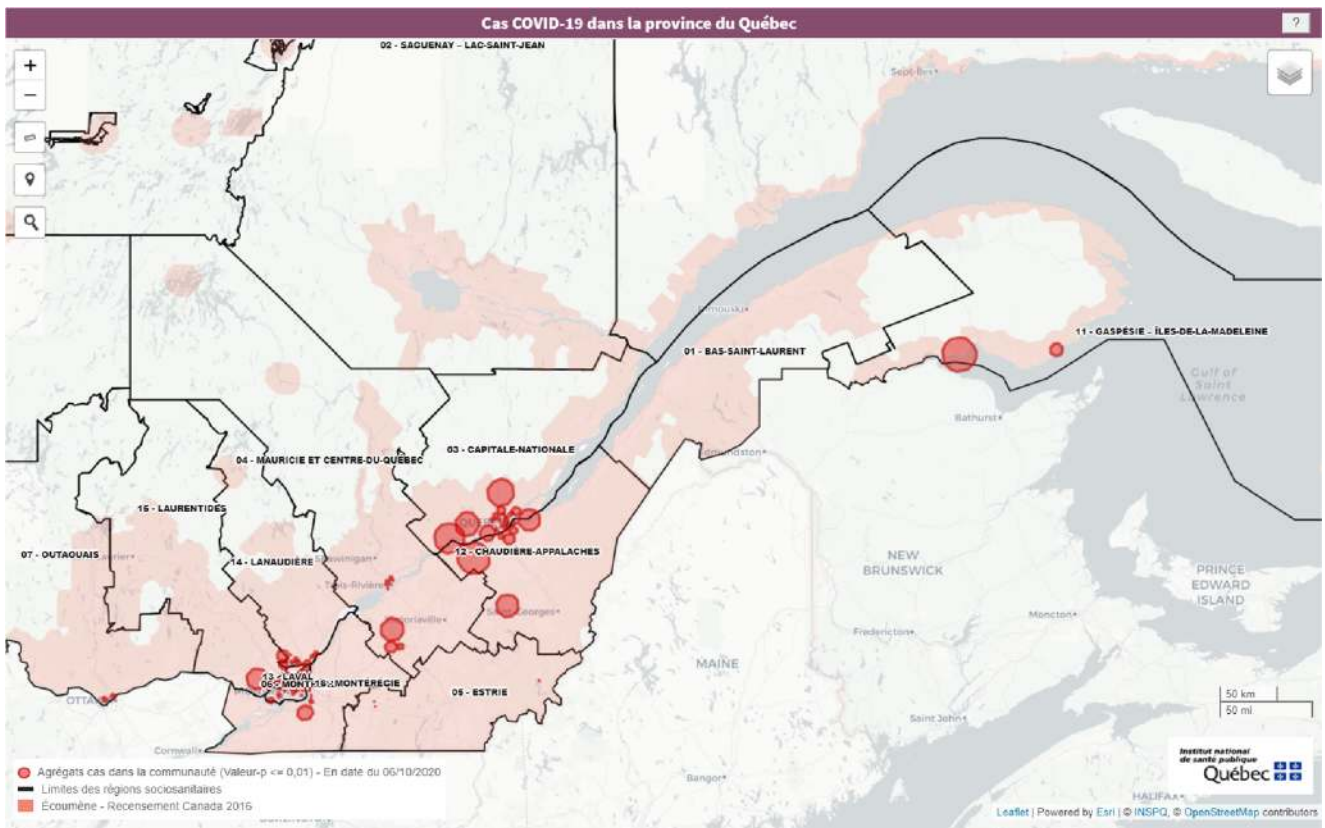 Cas COVID-19 dans la province du Québec
?
02 - SAGUENAY – LAC-SAINT-JEAN
Sept-Îles
+
−
Rimouski
01 - BAS-SAINT-LAURENT
11 - GASPÉSIE – ÎLES-DE-LA-MADELEINE
Gulf of
Saint
Lawrence
Bathurst
03 - CAPITALE-NATIONALE
Edmundston
04 - MAURICIE ET CENTRE-DU-QUÉBEC
15 - LAURENTIDES
12 - CHAUDIÈRE-APPALACHES
07 - OUTAOUAIS
14 - LANAUDIÈRE
Shawinigan
Trois-Rivières
NEW
BRUNSWICK
PRINCE
EDWARD
ISLAND
Moncton
Fredericton
MAINE
13 - LAVAL
MONTÉRÉGIE
05 - ESTRIE
OTTAWA
50 km
50 mi
Saint John
Cornwall
Bangor
HALIFAX
Agrégats cas dans la communauté (Valeur-p <= 0,01) - En date du 06/10/2020
Limites des régions sociosanitaires
Écoumène - Recensement Canada 2016
Institut national
de santé publique
Québec
Leaflet | Powered by Esri | © INSPQ, © OpenStreetMap contributors